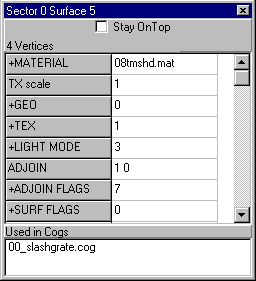 Sector 0 Surface 5
Stay OnTop
4 Vertices
+MATERIAL 08tmshd.mat
TX scale 1
+GEO 0
+TEX 1
+LIGHT MODE 3
ADJOIN 1 0
+ADJOIN FLAGS 7
+SURF FLAGS 0
Used in Cogs
00_slashgrate.cog